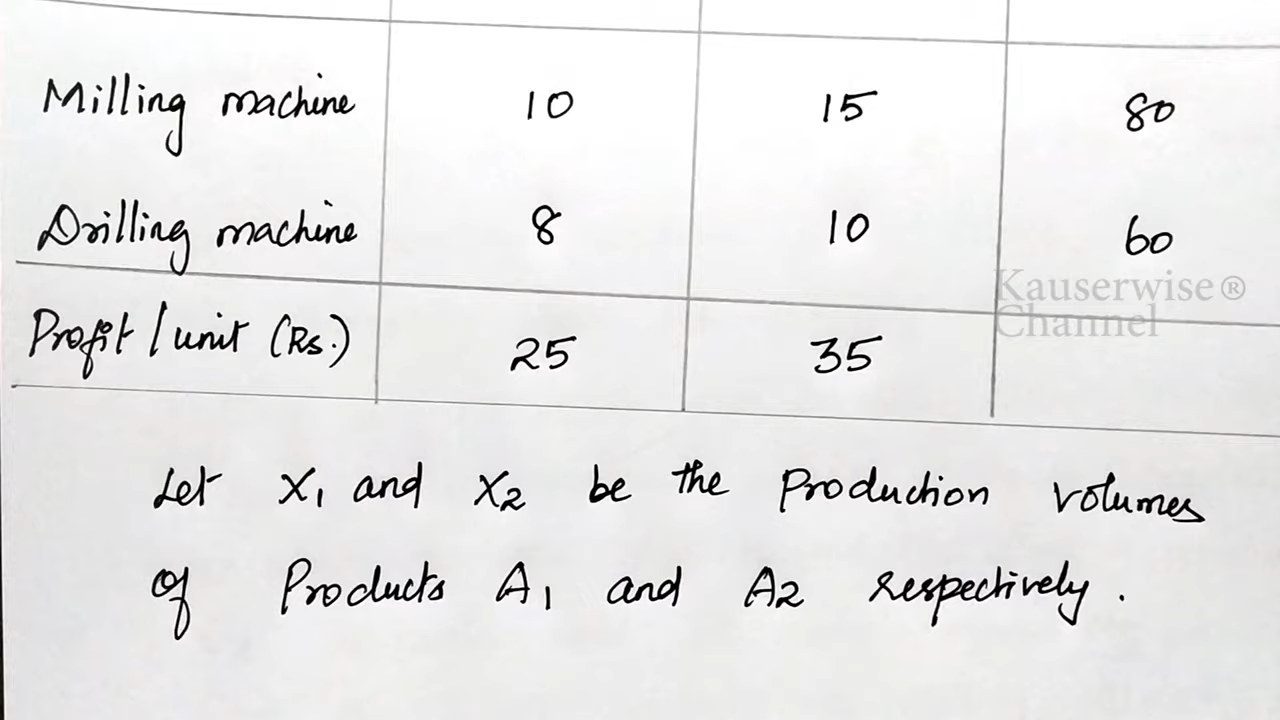 Milling machine 10 15 80
Drilling machine 8 10 60
Kauserwise®
Channel
Profit / unit (Rs.) 25 35
Let X₁ and X₂ be the Production volumes
of Products A₁ and A₂ respectively.